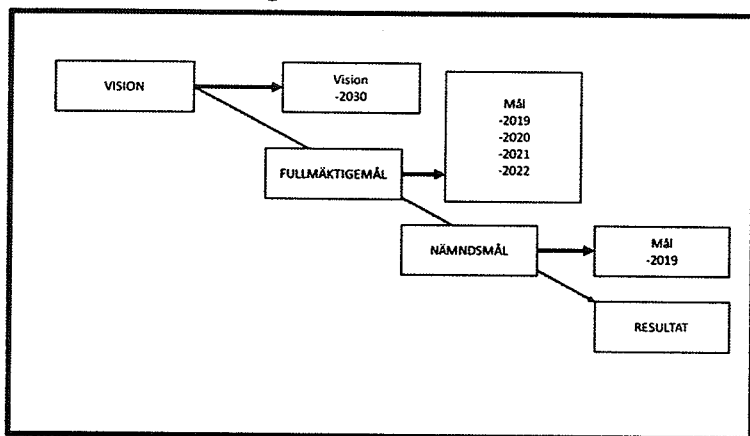 VISION
Vision
-2030
Mål
-2019
-2020
-2021
-2022
FULLMÄKTIGEMÅL
NÄMNDSMÅL
Mål
-2019
RESULTAT